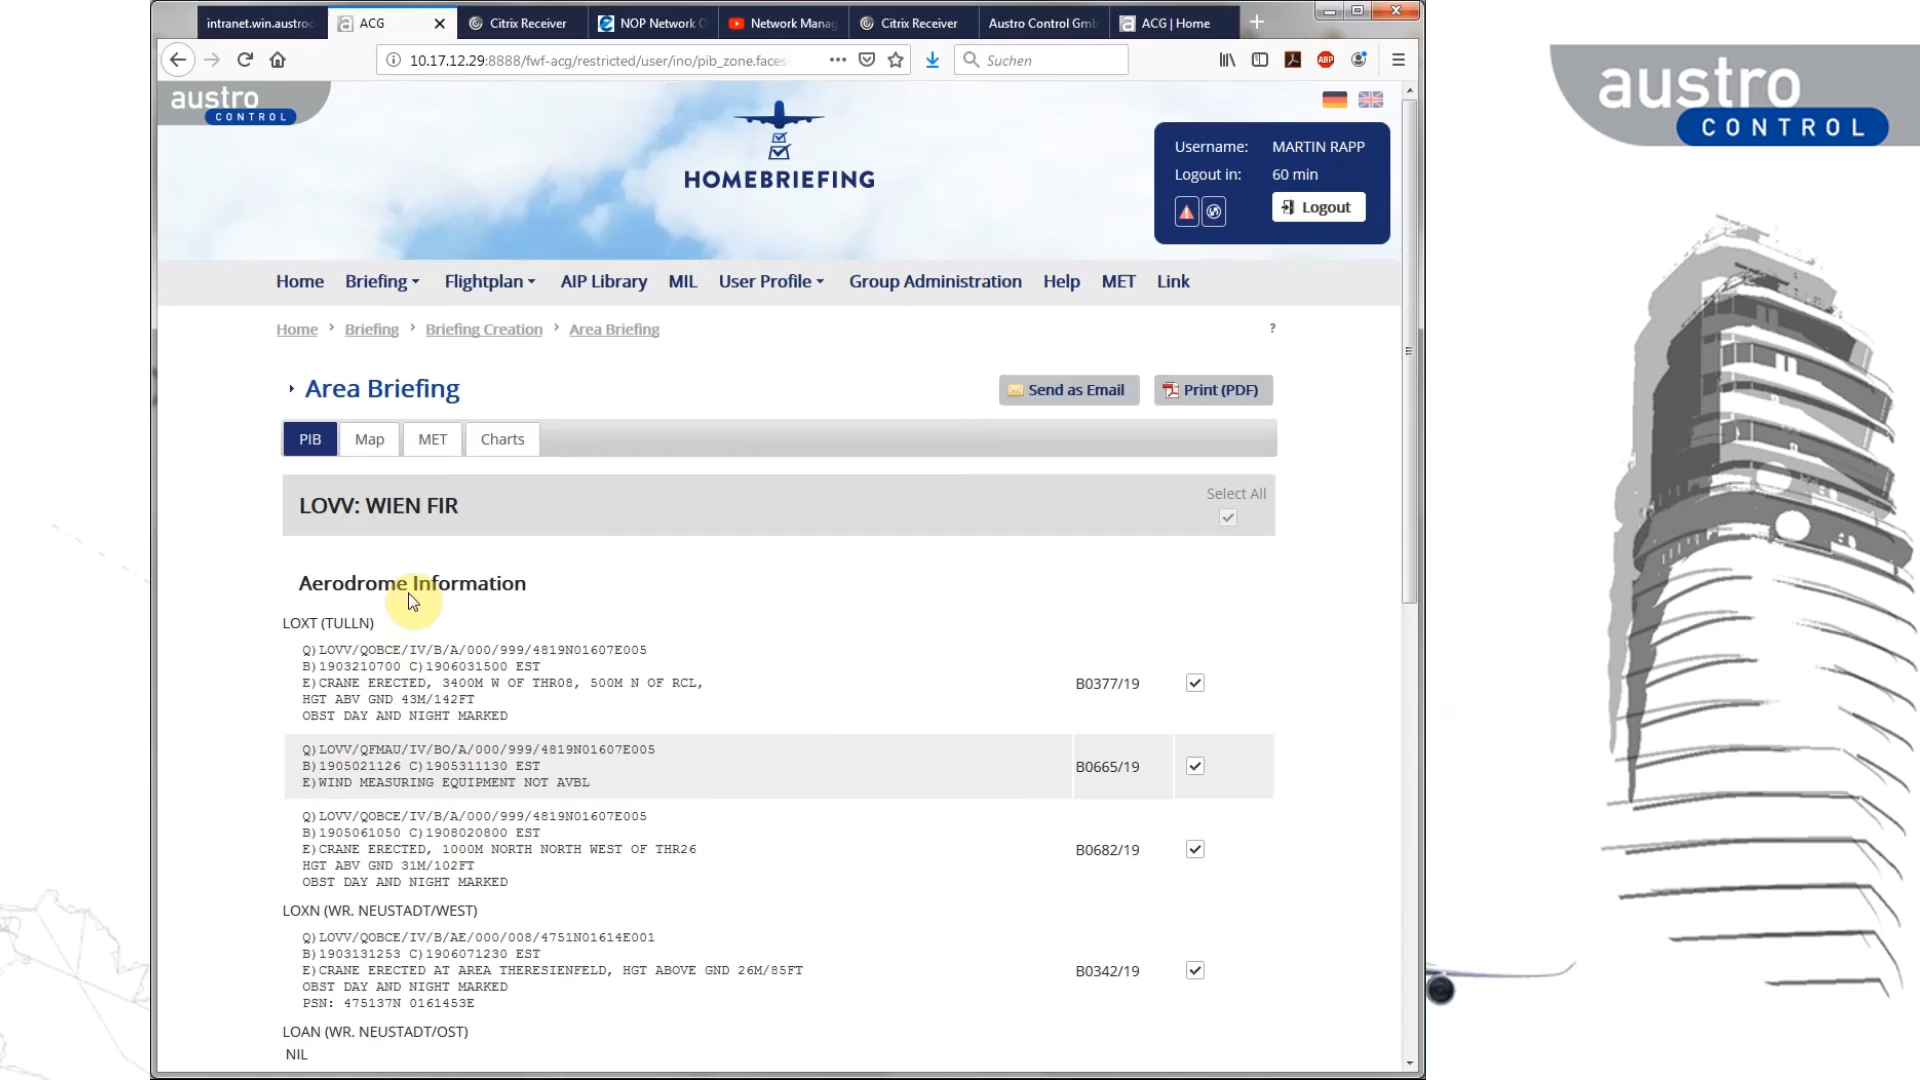 intranet.win.austroc
ACG
Citrix Receiver
NOP Network O
Network Manag
Citrix Receiver
Austro Control Gmb
ACG | Home
10.17.12.29:8888/fwf-acg/restricted/user/ino/pib_zone.faces
Suchen
ABP
austro
CONTROL
HOMEBRIEFING
Username: MARTIN RAPP
Logout in: 60 min
Logout
austro
CONTROL
Home Briefing Flightplan AIP Library MIL User Profile Group Administration Help MET Link
Home > Briefing > Briefing Creation > Area Briefing ?
Area Briefing
Send as Email
Print (PDF)
PIB Map MET Charts
LOVV: WIEN FIR
Select All
Aerodrome Information
LOXT (TULLN)
Q)LOVV/QOBCE/IV/B/A/000/999/4819N01607E005
B)1903210700 C)1906031500 EST
E)CRANE ERECTED, 3400M W OF THR08, 500M N OF RCL,
HGT ABV GND 43M/142FT
OBST DAY AND NIGHT MARKED
B0377/19
Q)LOVV/QFMAU/IV/BO/A/000/999/4819N01607E005
B)1905021126 C)1905311130 EST
E)WIND MEASURING EQUIPMENT NOT AVBL
B0665/19
Q)LOVV/QOBCE/IV/B/A/000/999/4819N01607E005
B)1905061050 C)1908020800 EST
E)CRANE ERECTED, 1000M NORTH NORTH WEST OF THR26
HGT ABV GND 31M/102FT
OBST DAY AND NIGHT MARKED
B0682/19
LOXN (WR. NEUSTADT/WEST)
Q)LOVV/QOBCE/IV/B/AE/000/008/4751N01614E001
B)1903131253 C)1906071230 EST
E)CRANE ERECTED AT AREA THERESIENFELD, HGT ABOVE GND 26M/85FT
OBST DAY AND NIGHT MARKED
PSN: 475137N 0161453E
B0342/19
LOAN (WR. NEUSTADT/OST)
NIL